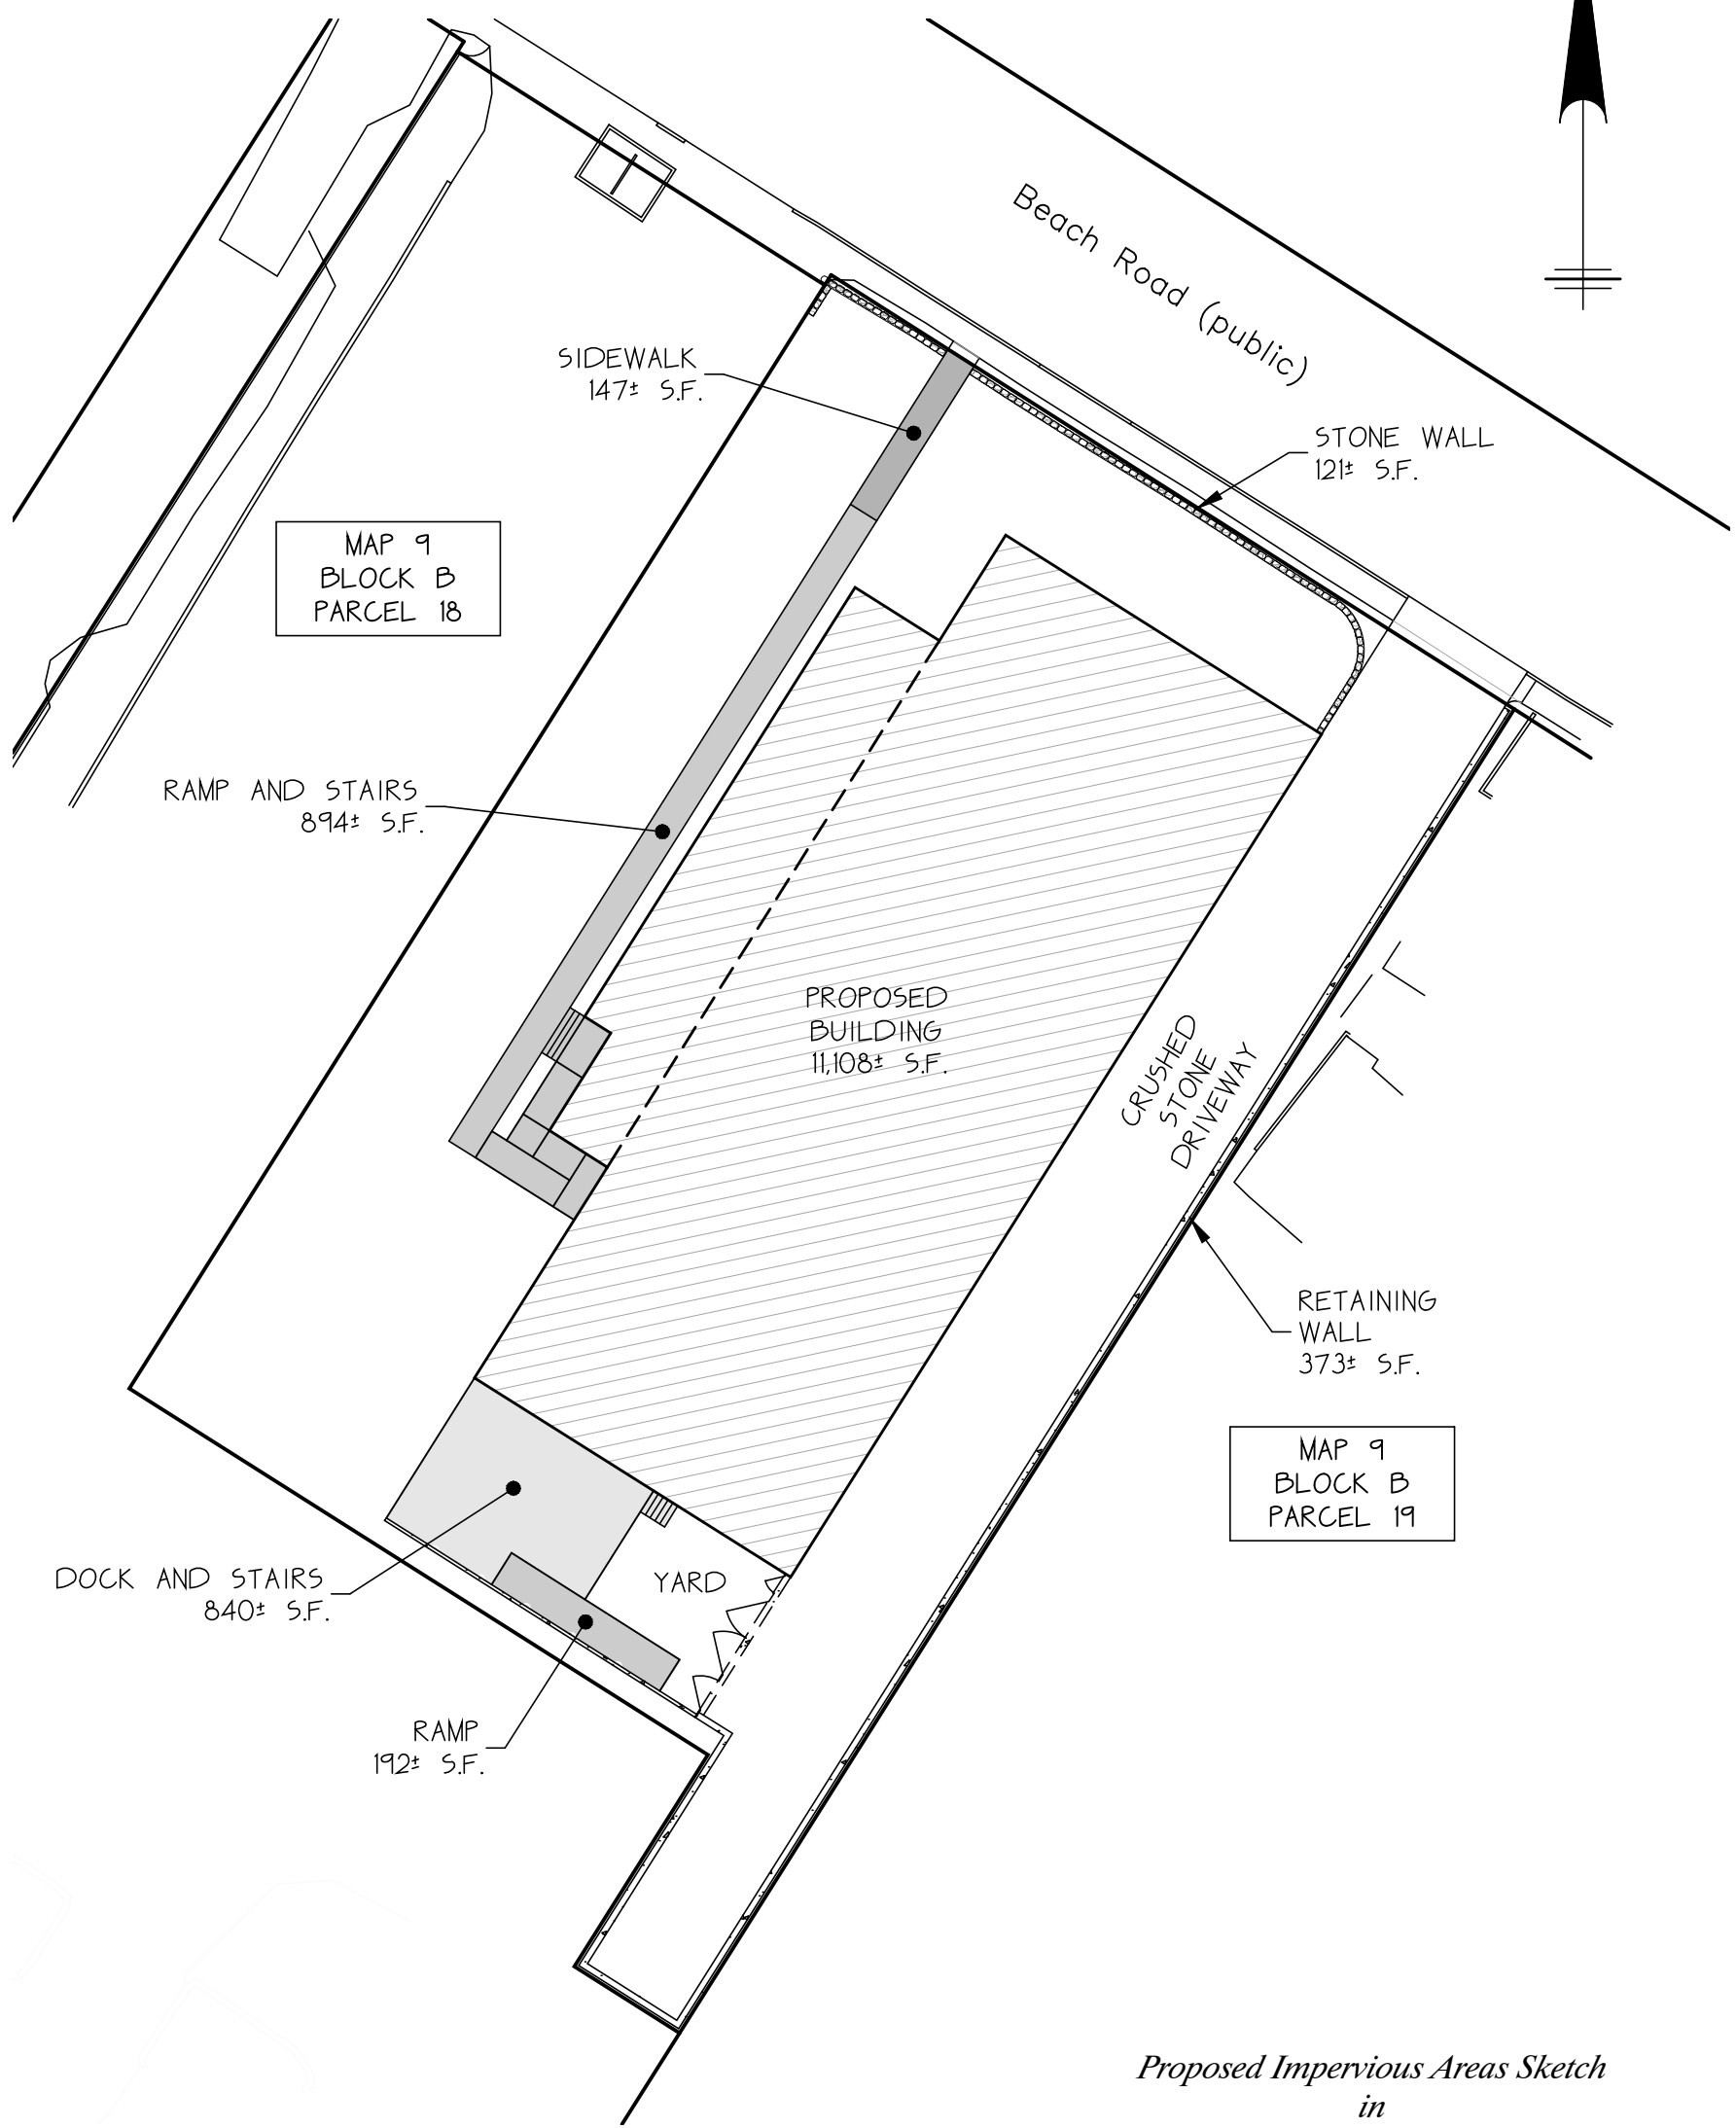 Beach Road (public)
SIDEWALK
147± S.F.
STONE WALL
121± S.F.
MAP 9
BLOCK B
PARCEL 18
RAMP AND STAIRS
894± S.F.
PROPOSED
BUILDING
11,108± S.F.
CRUSHED
STONE
DRIVEWAY
RETAINING
WALL
373± S.F.
MAP 9
BLOCK B
PARCEL 19
DOCK AND STAIRS
840± S.F.
YARD
RAMP
192± S.F.
Proposed Impervious Areas Sketch
in